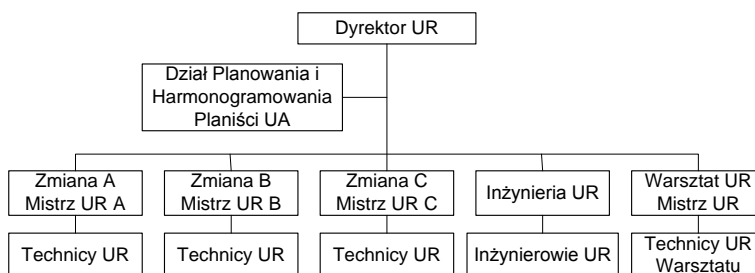 Dyrektor UR
Dział Planowania i
Harmonogramowania
Planiści UA
Zmiana A
Mistrz UR A
Zmiana B
Mistrz UR B
Zmiana C
Mistrz UR C
Inżynieria UR
Warsztat UR
Mistrz UR
Technicy UR
Technicy UR
Technicy UR
Inżynierowie UR
Technicy UR
Warsztatu